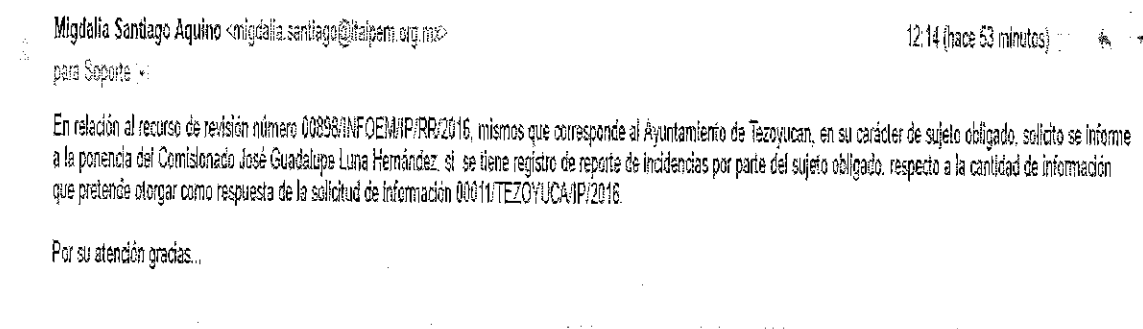 Migdalia Santiago Aquino <migdalia.santiago@itaipem.org.mx> 12:14 (hace 53 minutos)
para Soporte
En relación al recurso de revisión número 00898/INFOEM/IP/RR/2016, mismos que corresponde al Ayuntamiento de Tezoyucan, en su carácter de sujeto obligado, solicito se informe
a la ponencia del Comisionado José Guadalupe Luna Hernández, si se tiene registro de reporte de incidencias por parte del sujeto obligado, respecto a la cantidad de información
que pretende otorgar como respuesta de la solicitud de información 00011/TEZOYUCA/IP/2016.
Por su atención gracias...